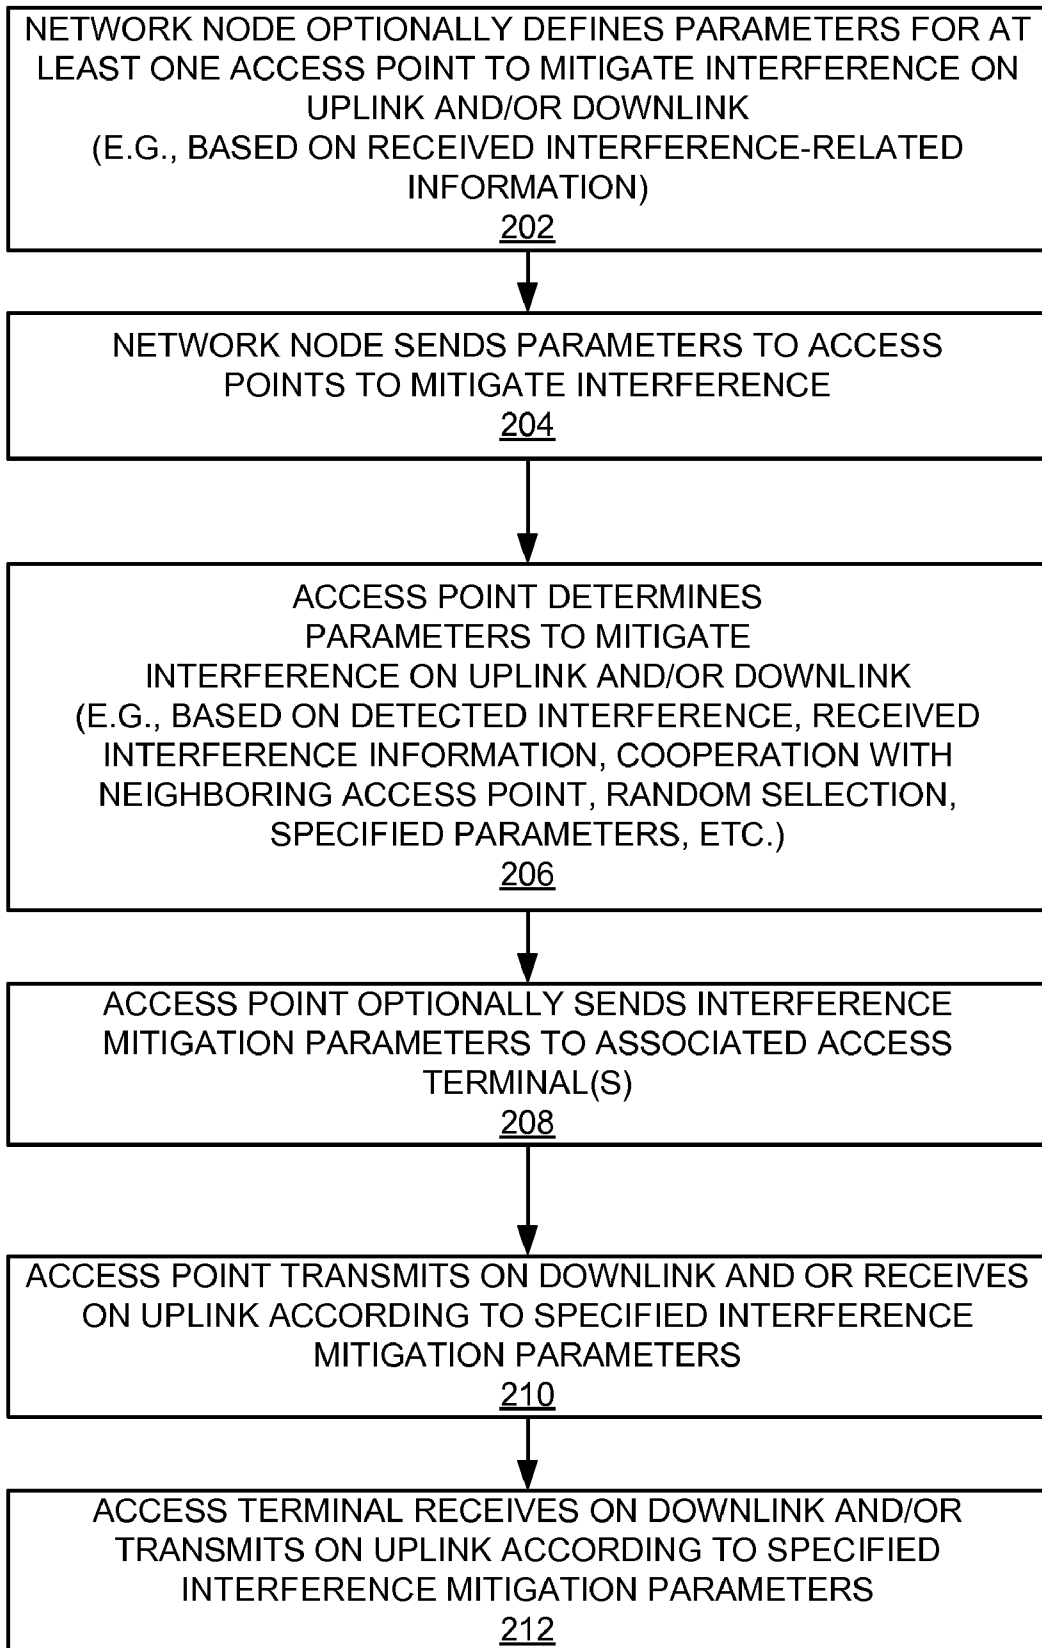 NETWORK NODE OPTIONALLY DEFINES PARAMETERS FOR AT
LEAST ONE ACCESS POINT TO MITIGATE INTERFERENCE ON
UPLINK AND/OR DOWNLINK
(E.G., BASED ON RECEIVED INTERFERENCE-RELATED
INFORMATION)
202
NETWORK NODE SENDS PARAMETERS TO ACCESS
POINTS TO MITIGATE INTERFERENCE
204
ACCESS POINT DETERMINES
PARAMETERS TO MITIGATE
INTERFERENCE ON UPLINK AND/OR DOWNLINK
(E.G., BASED ON DETECTED INTERFERENCE, RECEIVED
INTERFERENCE INFORMATION, COOPERATION WITH
NEIGHBORING ACCESS POINT, RANDOM SELECTION,
SPECIFIED PARAMETERS, ETC.)
206
ACCESS POINT OPTIONALLY SENDS INTERFERENCE
MITIGATION PARAMETERS TO ASSOCIATED ACCESS
TERMINAL(S)
208
ACCESS POINT TRANSMITS ON DOWNLINK AND OR RECEIVES
ON UPLINK ACCORDING TO SPECIFIED INTERFERENCE
MITIGATION PARAMETERS
210
ACCESS TERMINAL RECEIVES ON DOWNLINK AND/OR
TRANSMITS ON UPLINK ACCORDING TO SPECIFIED
INTERFERENCE MITIGATION PARAMETERS
212